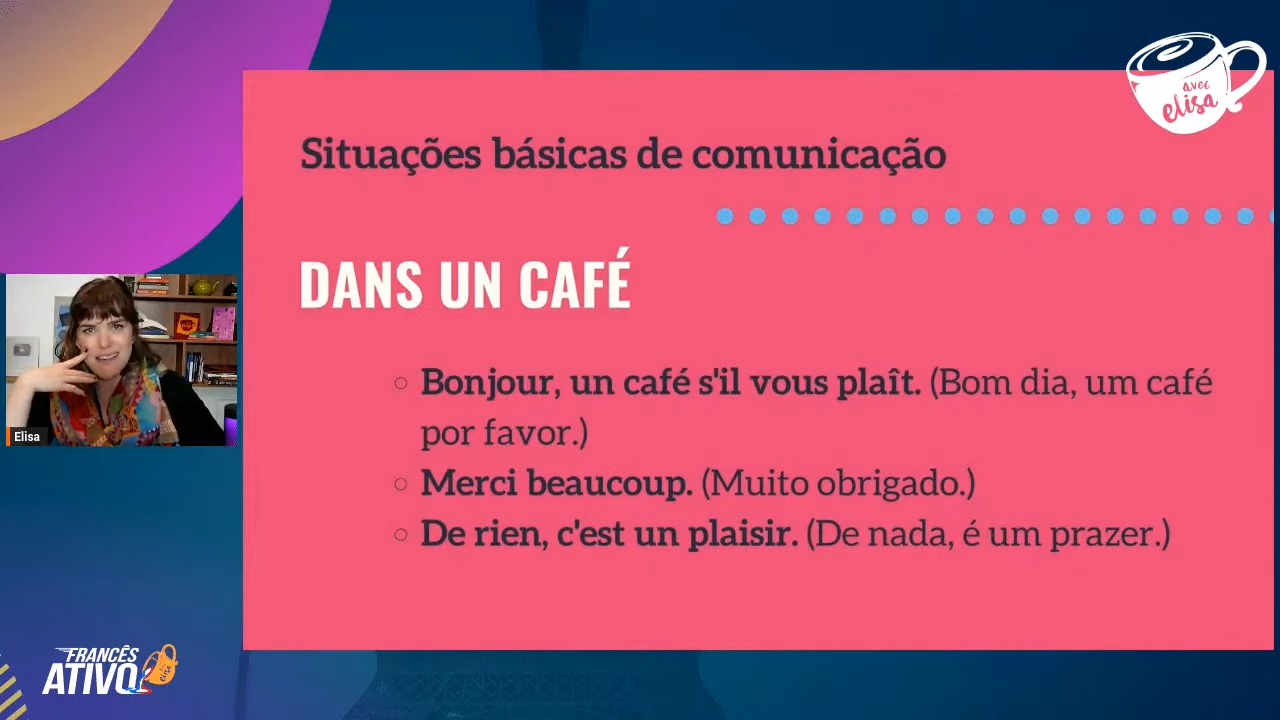 avec
elisa
Situações básicas de comunicação
DANS UN CAFÉ
Bonjour, un café s'il vous plaît. (Bom dia, um café
por favor.)
Merci beaucoup. (Muito obrigado.)
De rien, c'est un plaisir. (De nada, é um prazer.)
Elisa
FRANCÊS
ATIVO
elisa